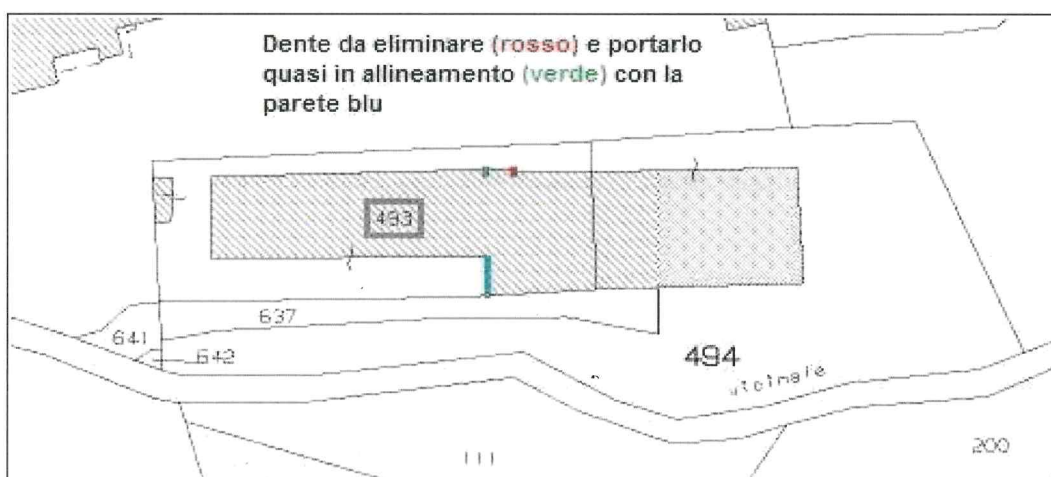 Dente da eliminare (rosso) e portarlo
quasi in allineamento (verde) con la
parete blu
493
637
641
642
494
vicinale
111
200